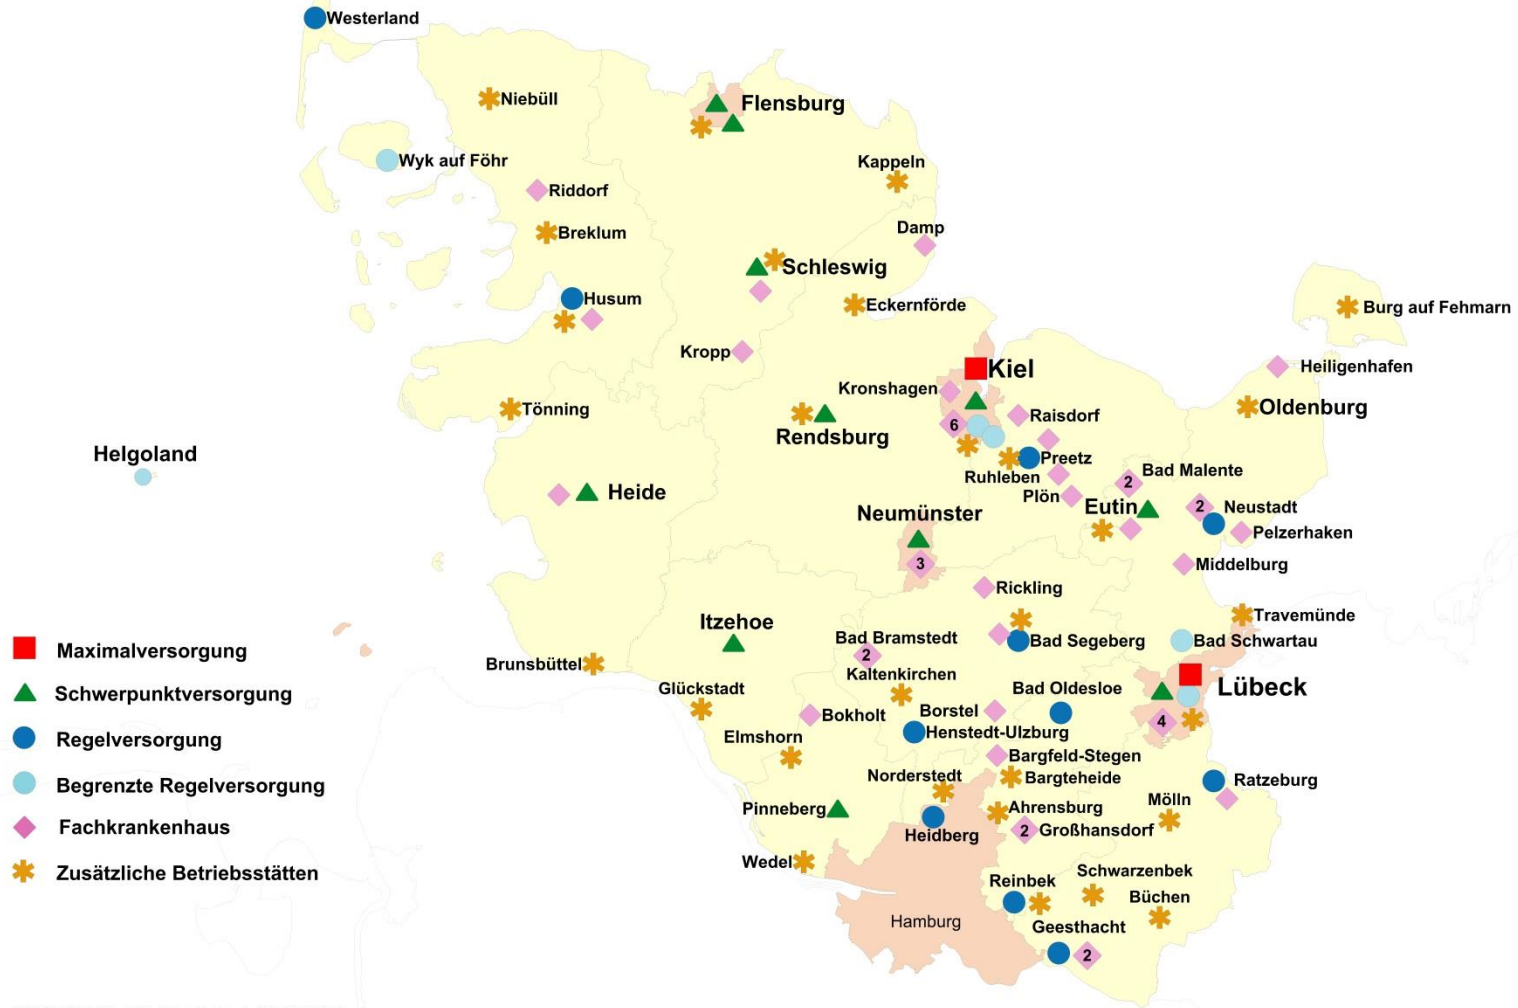 Westerland
Niebüll
Flensburg
Wyk auf Föhr
Kappeln
Riddorf
Breklum
Damp
Schleswig
Husum
Eckernförde
Burg auf Fehmarn
Kropp
Kiel
Heiligenhafen
Kronshagen
Tönning
Raisdorf
Oldenburg
6
Rendsburg
Helgoland
Preetz
Ruhleben
Bad Malente
2
Heide
Plön
Eutin
2
Neustadt
Neumünster
Pelzerhaken
3
Middelburg
Rickling
Itzehoe
Travemünde
Bad Bramstedt
2
Bad Segeberg
Bad Schwartau
Maximalversorgung
Brunsbüttel
Kaltenkirchen
Glückstadt
Bad Oldesloe
Lübeck
Schwerpunktversorgung
Bokholt
Borstel
4
Regelversorgung
Elmshorn
Henstedt-Ulzburg
Bargfeld-Stegen
Norderstedt
Bargteheide
Ratzeburg
Begrenzte Regelversorgung
Pinneberg
Ahrensburg
Mölln
Fachkrankenhaus
Heidberg
2
Großhansdorf
Zusätzliche Betriebsstätten
Wedel
Reinbek
Schwarzenbek
Büchen
Hamburg
Geesthacht
2